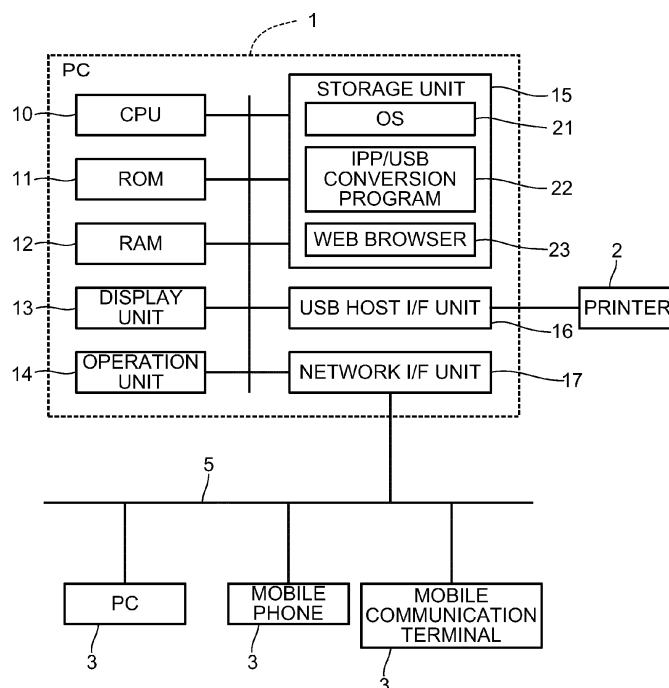 1
PC
STORAGE UNIT
15
10
CPU
OS
21
11
ROM
IPP/USB
CONVERSION
PROGRAM
22
12
RAM
WEB BROWSER
23
2
13
DISPLAY
UNIT
USB HOST I/F UNIT
PRINTER
16
14
OPERATION
UNIT
NETWORK I/F UNIT
17
5
PC
MOBILE
PHONE
MOBILE
COMMUNICATION
TERMINAL
3
3
3